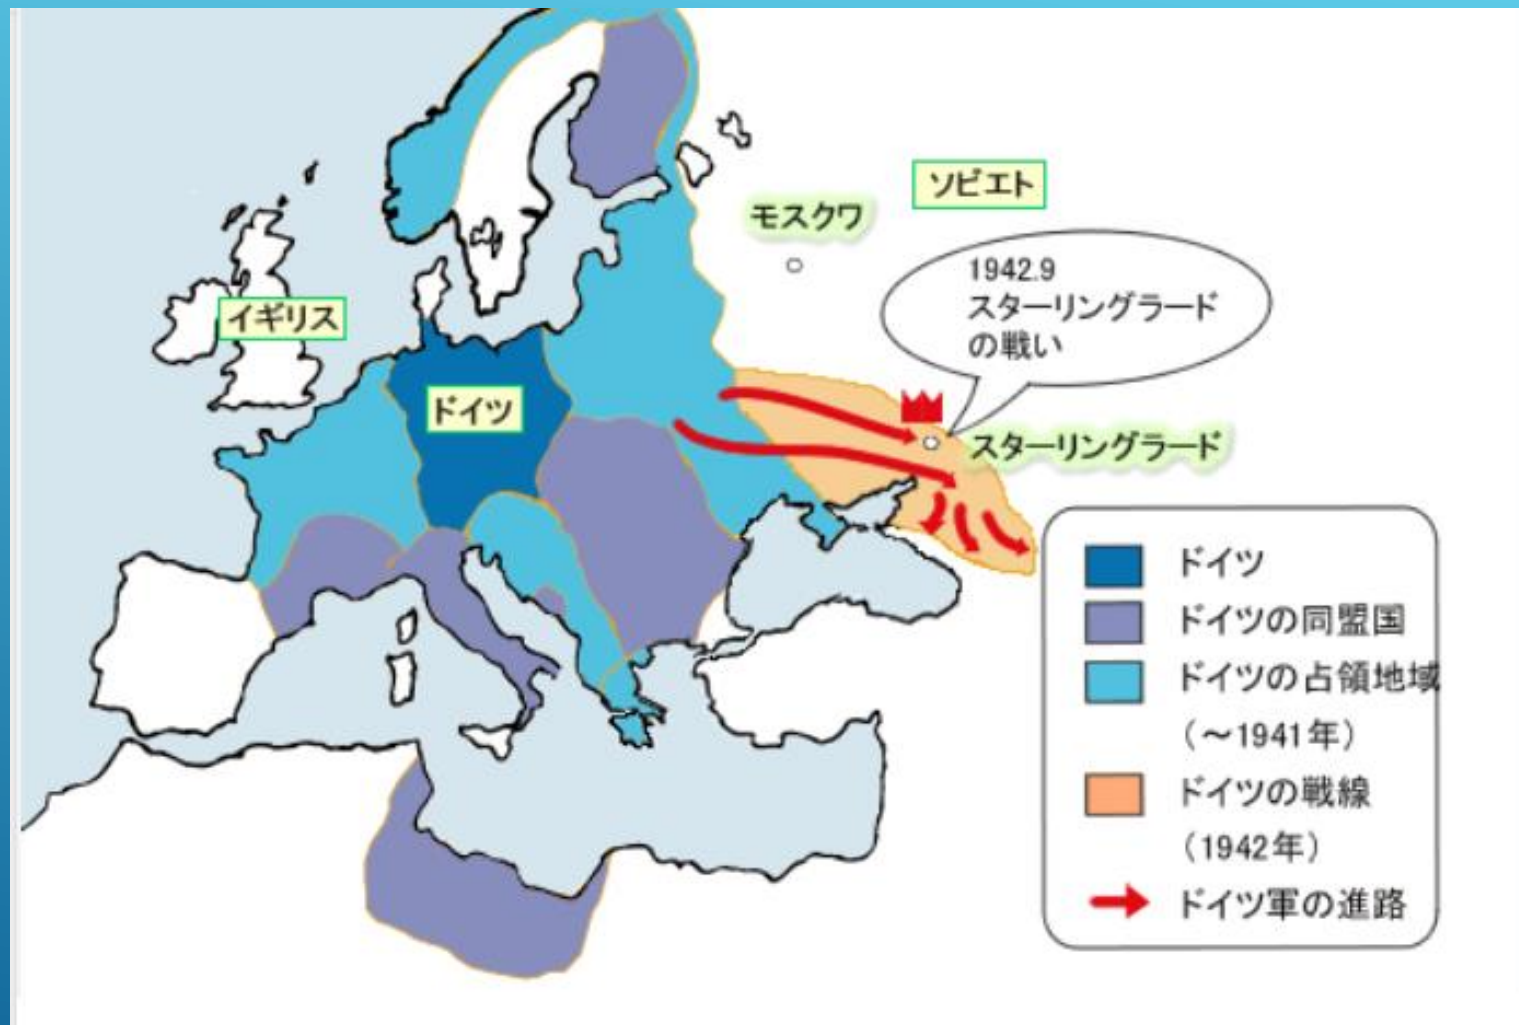 ソビエト
モスクワ
1942.9
スターリングラード
の戦い
イギリス
ドイツ
スターリングラード
ドイツ
ドイツの同盟国
ドイツの占領地域
（～1941年）
ドイツの戦線
（1942年）
ドイツ軍の進路